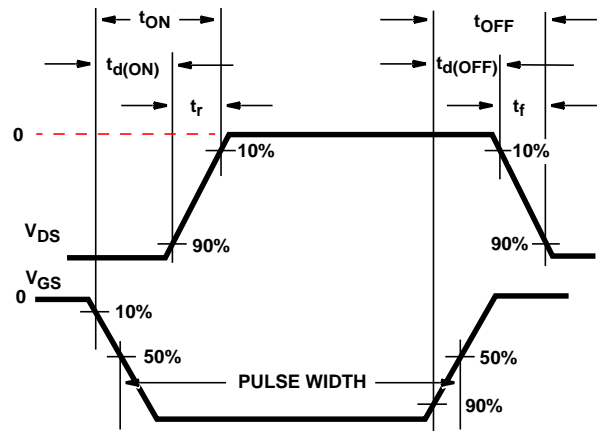 tON
tOFF
td(ON)
td(OFF)
tr
tf
0
10%
10%
VDS
90%
90%
VGS
0
10%
50%
50%
PULSE WIDTH
90%